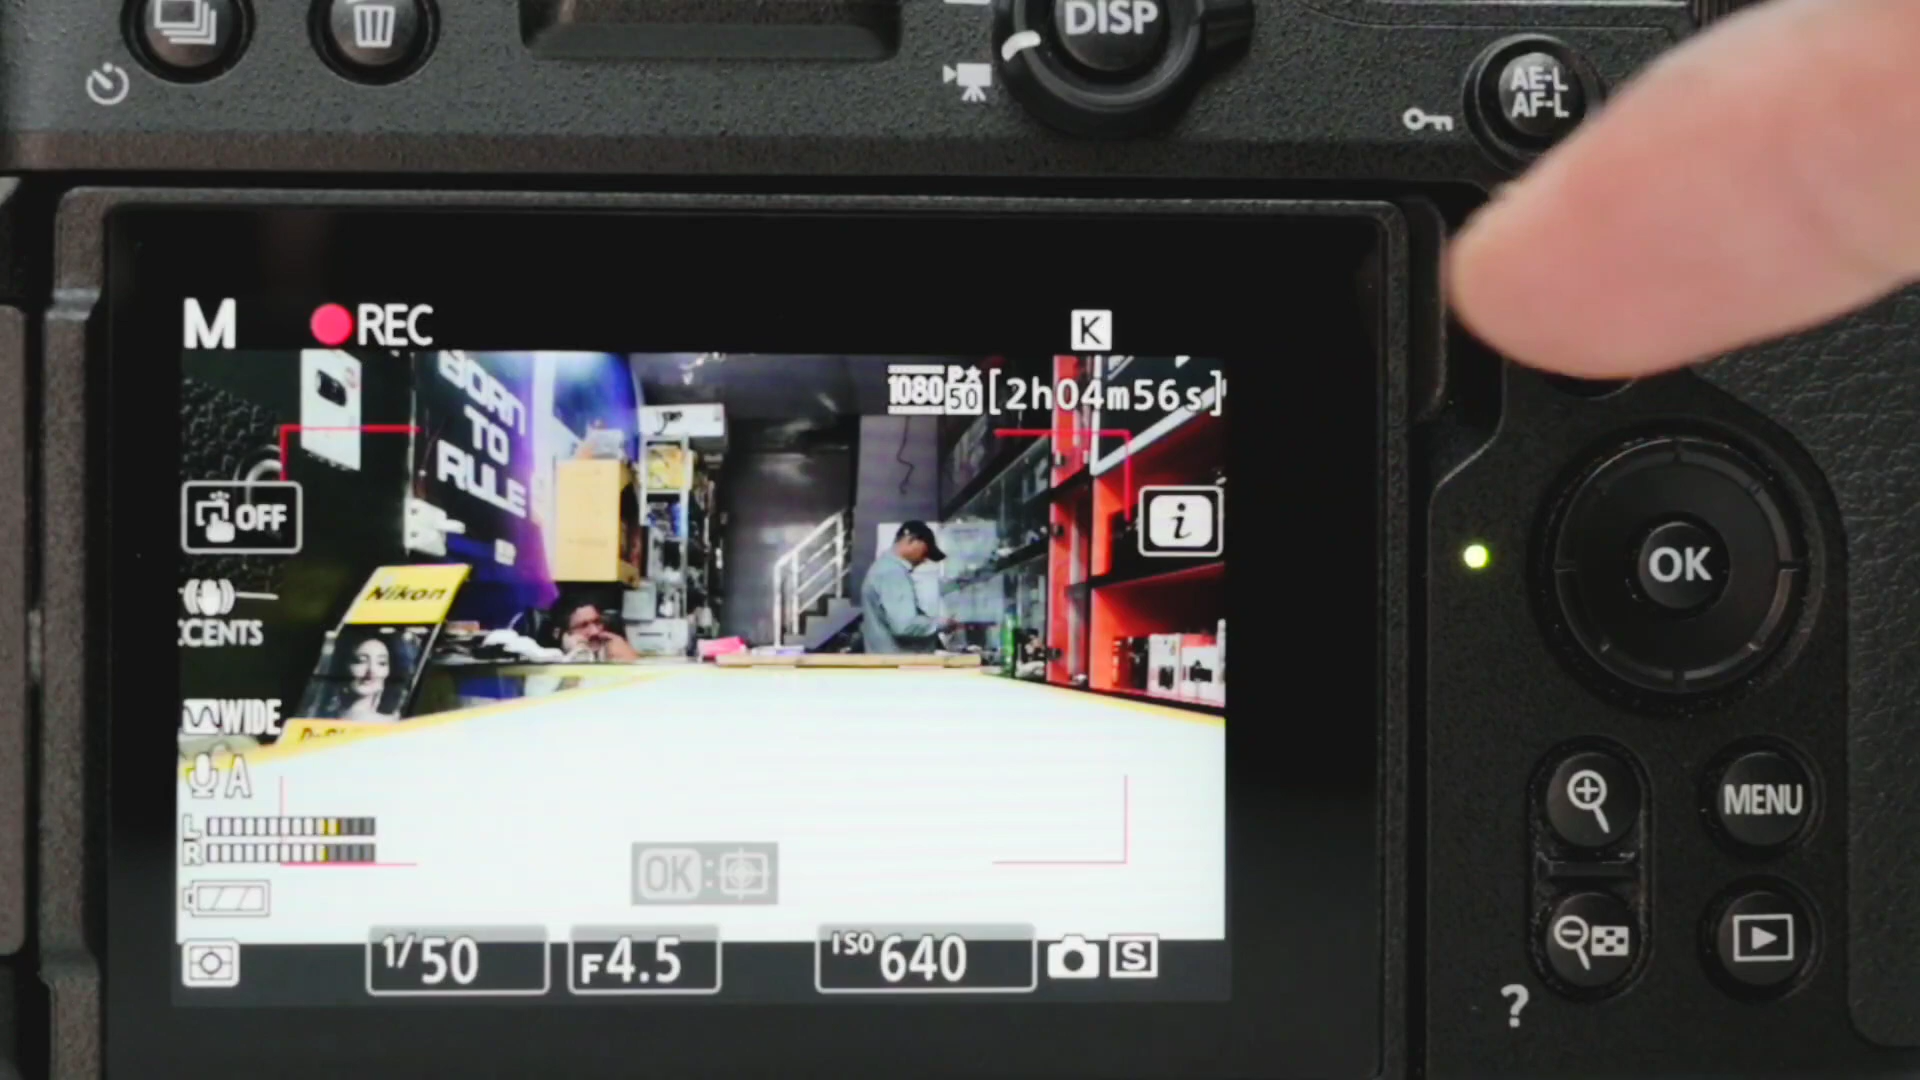 DISP
AE-L
AF-L
M REC K
1080 50 [2h04m56s]
BORN
TO
RULE
OFF
i
OK
Nikon
CENTS
WIDE
A
MENU
L
R
OK:
1/50 F4.5 ISO 640 S
?